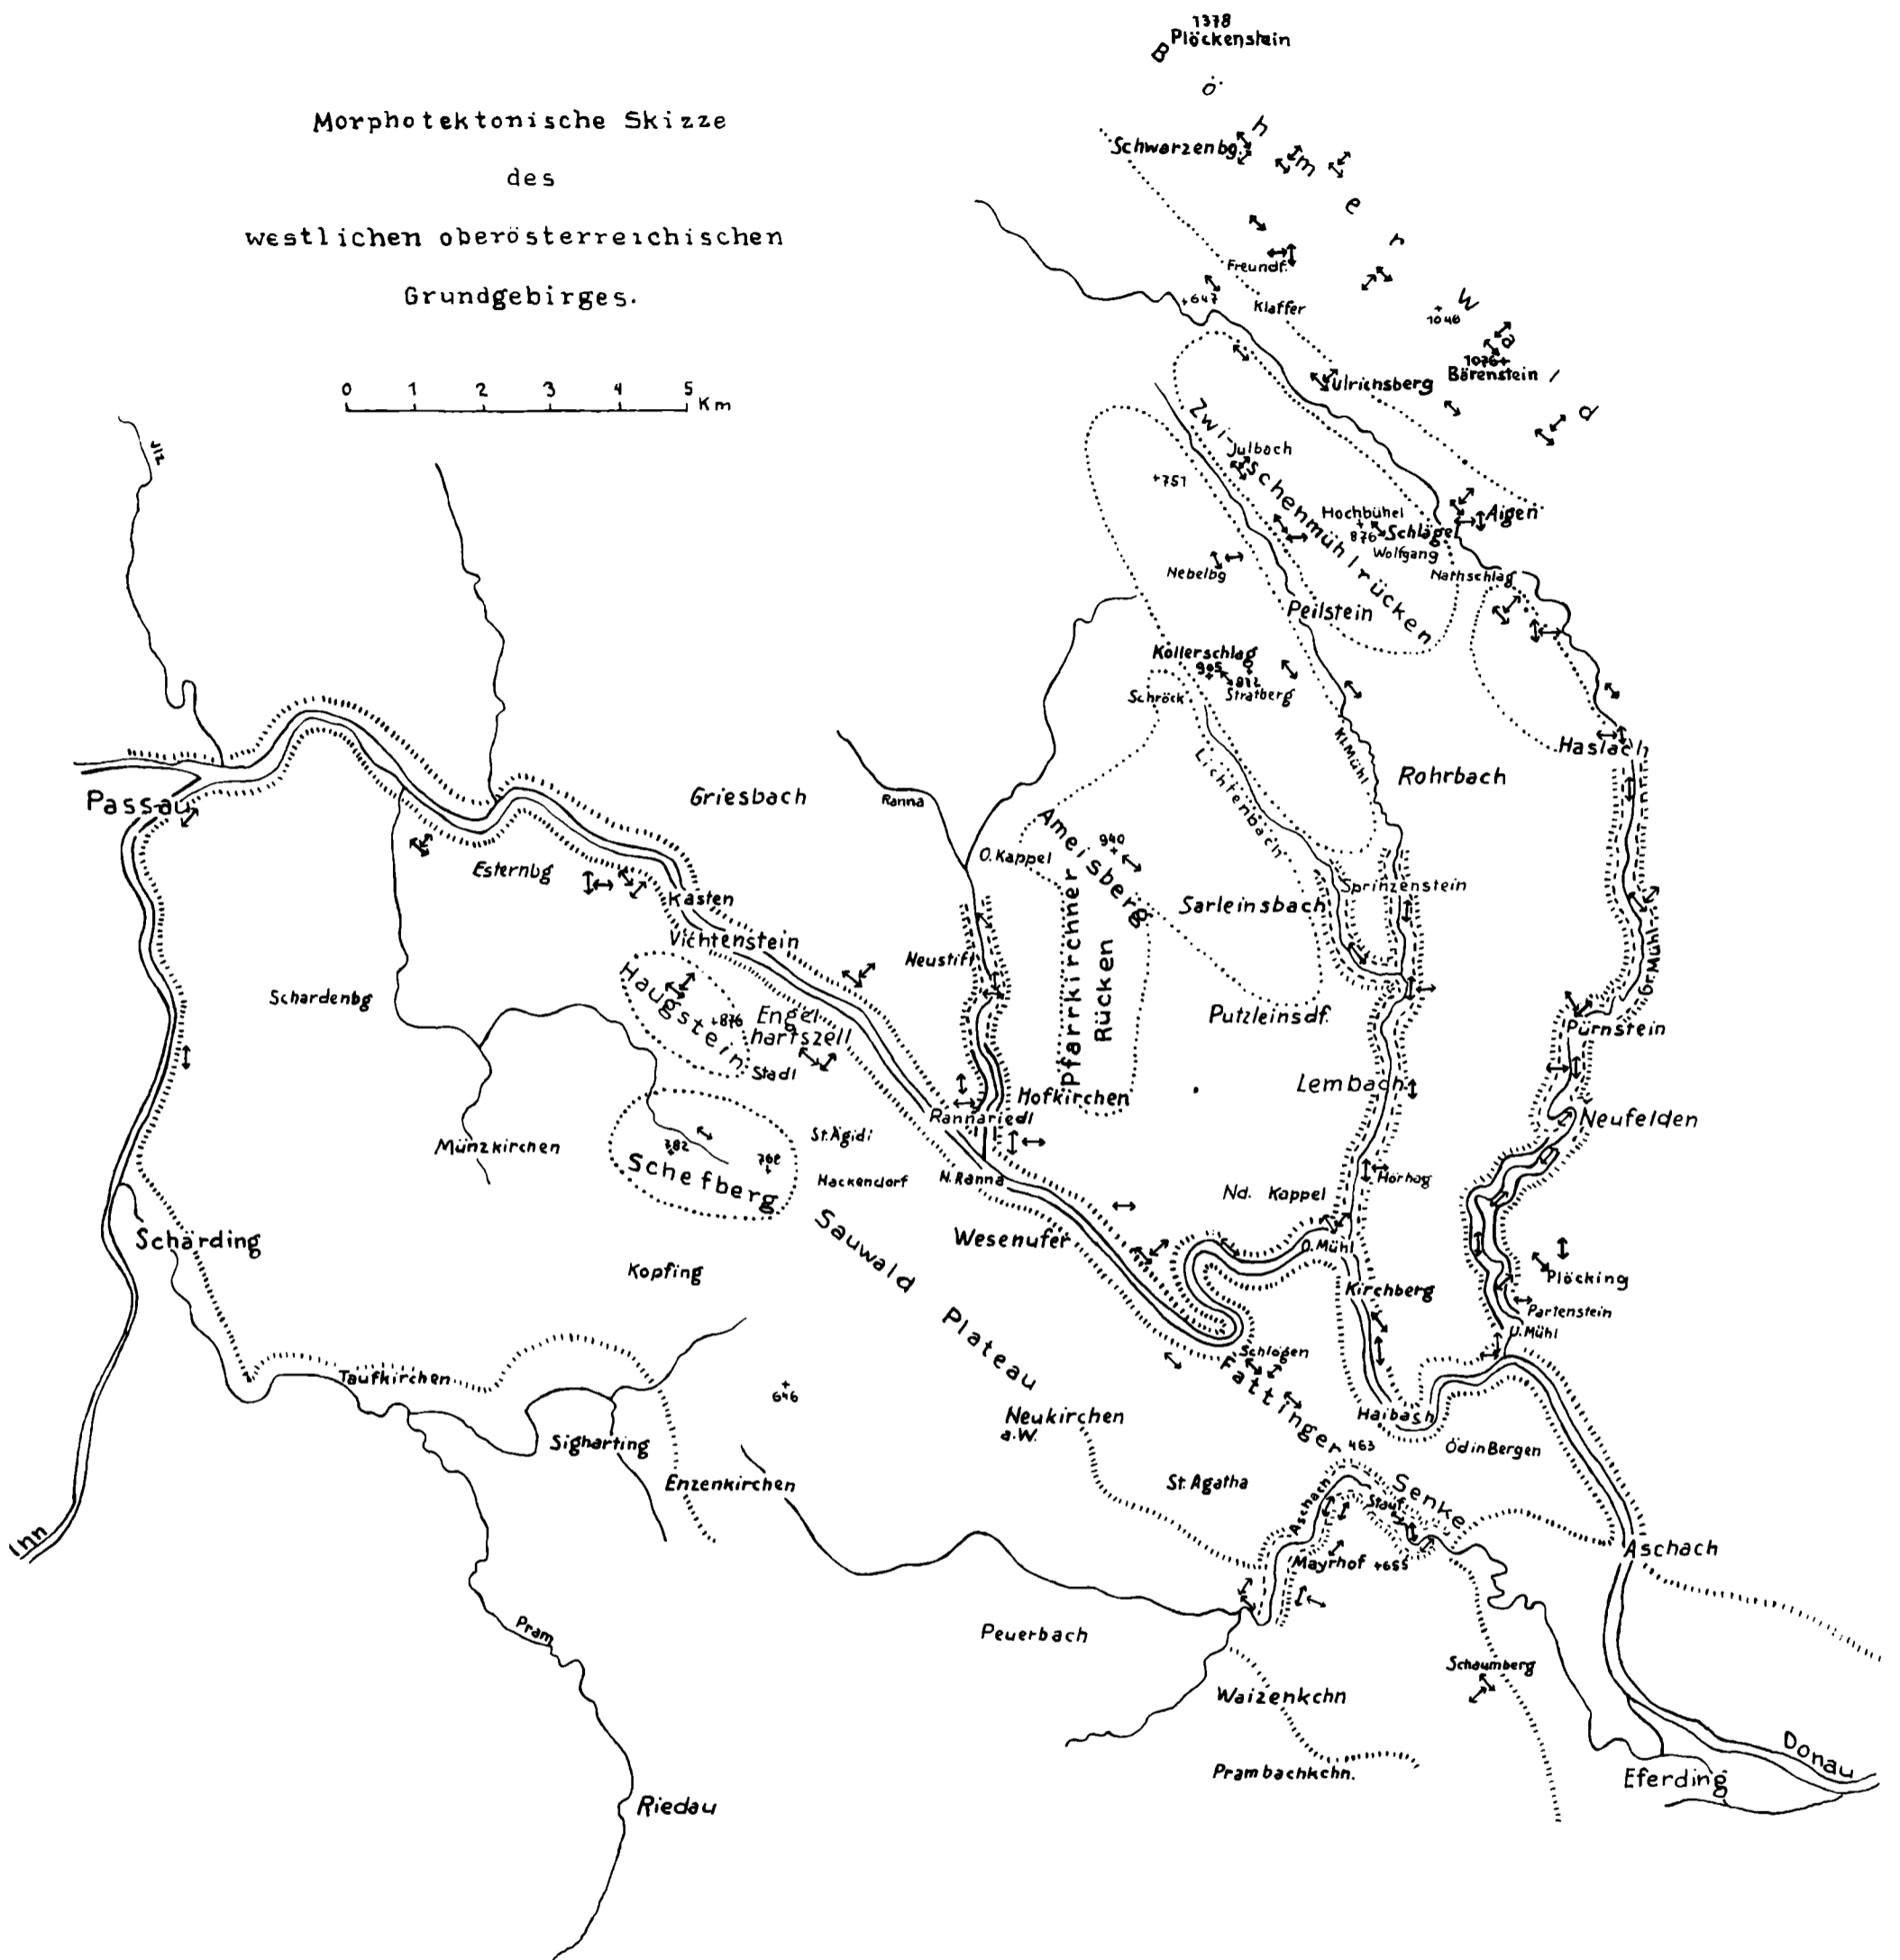 1378
Plöckenstein
Böhmerwald
Morphotektonische Skizze
des
westlichen oberösterreichischen
Grundgebirges.
Schwarzenbg.
Freundf.
+647
Klaffer
1046
0 1 2 3 4 5 Km
1076+
Bärenstein
Ulrichsberg
Ilz
Zwischenmühlrücken
Julbach
+751
Hochbühel
876
Schlägel
Aigen
Wolfgang
Nathschlag
Nebelbg
Peilstein
Kollerschlag
905
812
Stratberg
Schröck
Kl. Mühl
Lichtenbach
Haslach
Rohrbach
Passau
Griesbach
Ranna
Ameisberg
940
O. Kappel
Esternbg
Kasten
Sprinzenstein
Sarleinsbach
Vichtenstein
Neustift
Gr. Mühl
Schardenbg
Haugstein
+876
Engelhartszell
Stadl
Pfarrkirchner
Rücken
Putzleinsdf.
Pürnstein
Lembach
Hofkirchen
Rannariedl
Neufelden
Münzkirchen
782
768
Schefberg
St. Ägidi
Hackendorf
N. Ranna
Nd. Kappel
Hörhag
Schärding
Sauwald Plateau
Wesenufer
O. Mühl
Kopfing
Kirchberg
Plöcking
Partenstein
U. Mühl
Schlögen
Taufkirchen
646
Fattinger Senke
Neukirchen
a. W.
Haibach
463
Öd in Bergen
Sigharting
Enzenkirchen
St. Agatha
Aschach
Stauf
Inn
Mayrhof +655
Aschach
Pram
Peuerbach
Schaumberg
Waizenkchn
Prambachkchn.
Donau
Eferding
Riedau